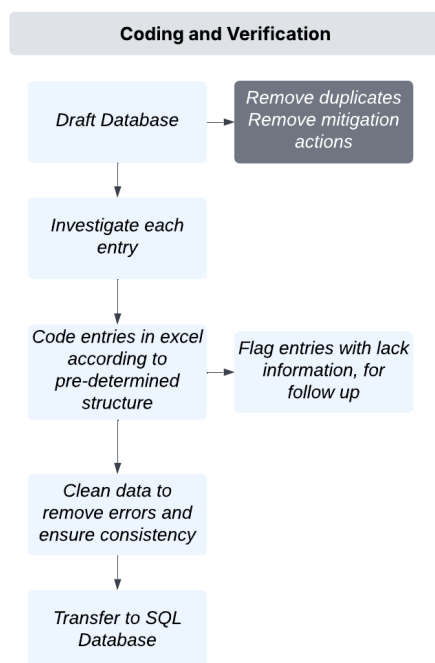 Coding and Verification
Draft Database
Remove duplicates
Remove mitigation
actions
Investigate each
entry
Code entries in excel
according to
pre-determined
structure
Flag entries with lack
information, for
follow up
Clean data to
remove errors and
ensure consistency
Transfer to SQL
Database